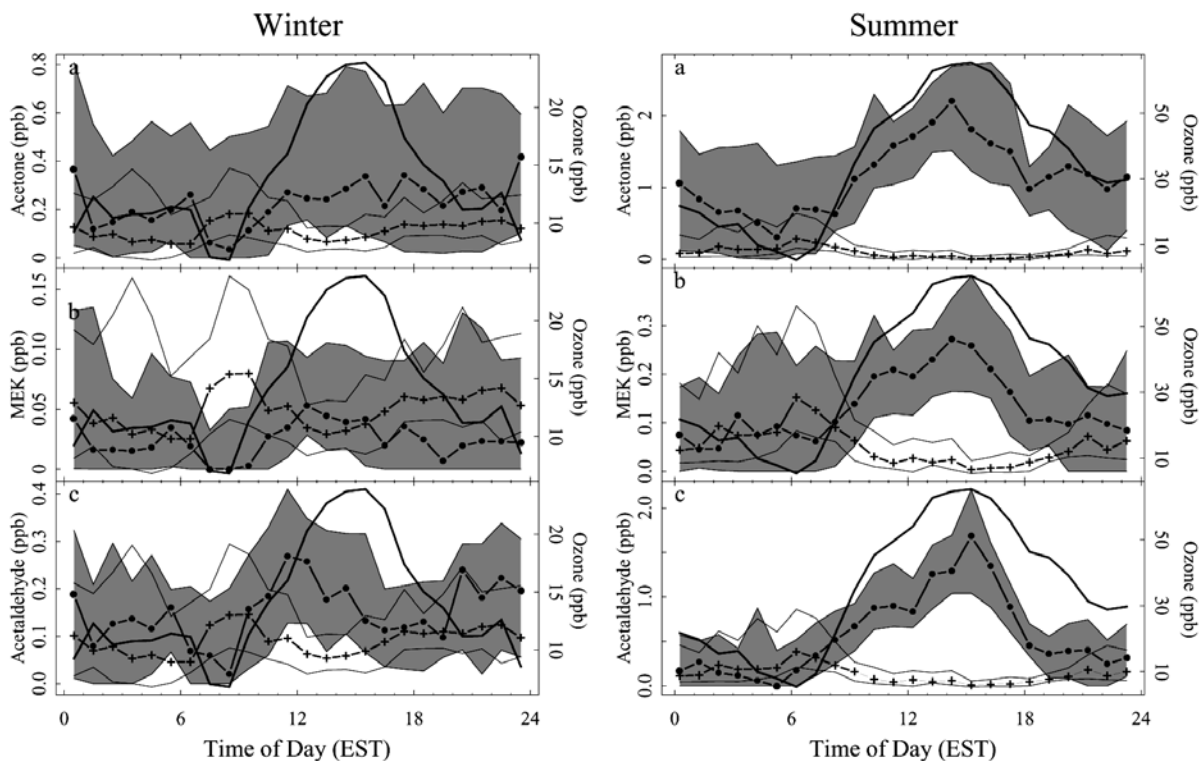 Winter
a
Acetone (ppb)
0.8
0.6
0.4
0.2
0
20
15
10
Ozone (ppb)
b
MEK (ppb)
0.15
0.10
0.05
0
20
15
10
Ozone (ppb)
c
Acetaldehyde (ppb)
0.4
0.3
0.2
0.1
0.0
20
15
10
Ozone (ppb)
0 6 12 18 24
Time of Day (EST)
Summer
a
Acetone (ppb)
2
1
0
50
30
10
Ozone (ppb)
b
MEK (ppb)
0.3
0.2
0.1
0.0
50
30
10
Ozone (ppb)
c
Acetaldehyde (ppb)
2.0
1.0
0.0
50
30
10
Ozone (ppb)
0 6 12 18 24
Time of Day (EST)